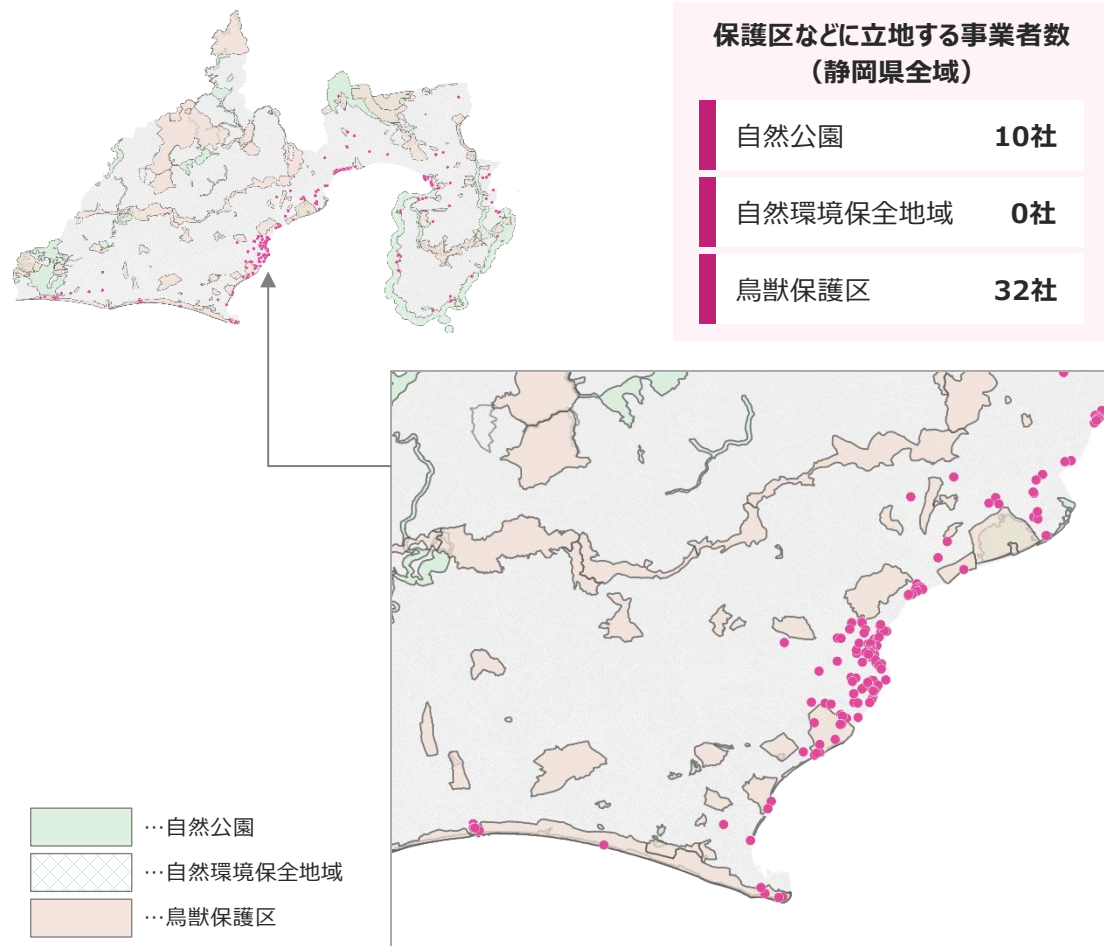 保護区などに立地する事業者数
（静岡県全域）
自然公園 10社
自然環境保全地域 0社
鳥獣保護区 32社
…自然公園
…自然環境保全地域
…鳥獣保護区